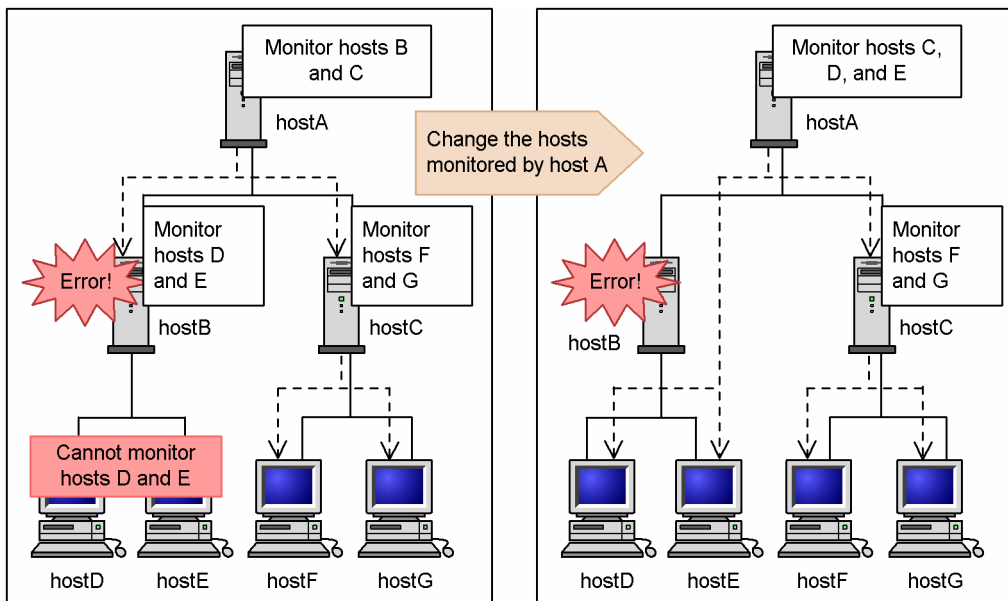 Monitor hosts B
and C
hostA
Monitor
hosts D
and E
Error!
hostB
Monitor
hosts F
and G
hostC
Cannot monitor
hosts D and E
hostD
hostE
hostF
hostG
Change the hosts
monitored by host A
Monitor hosts C,
D, and E
hostA
Error!
hostB
Monitor
hosts F
and G
hostC
hostD
hostE
hostF
hostG